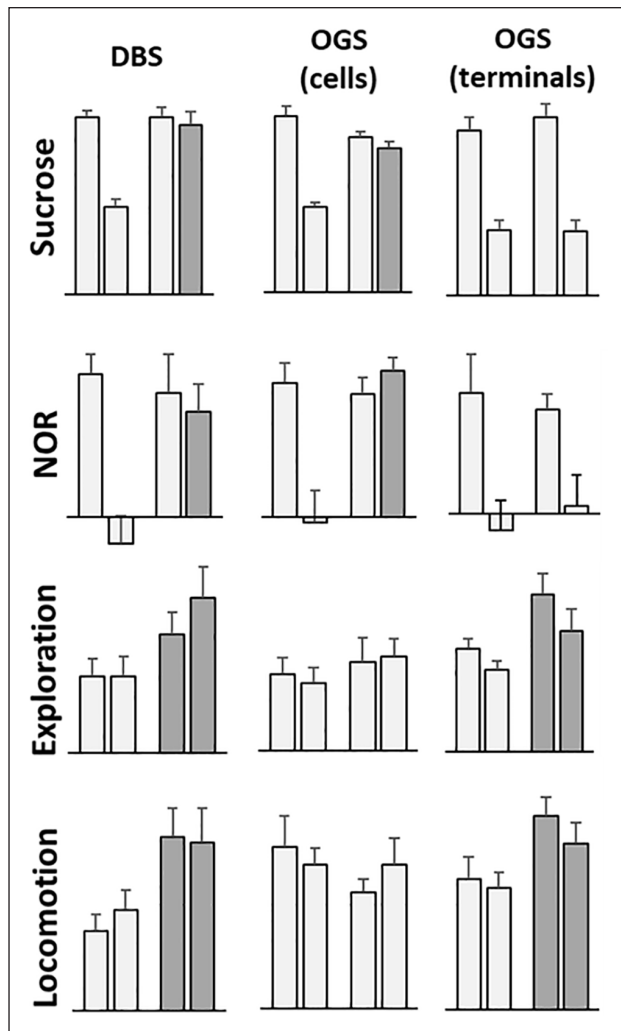 DBS
OGS
(cells)
OGS
(terminals)
Sucrose
NOR
Exploration
Locomotion